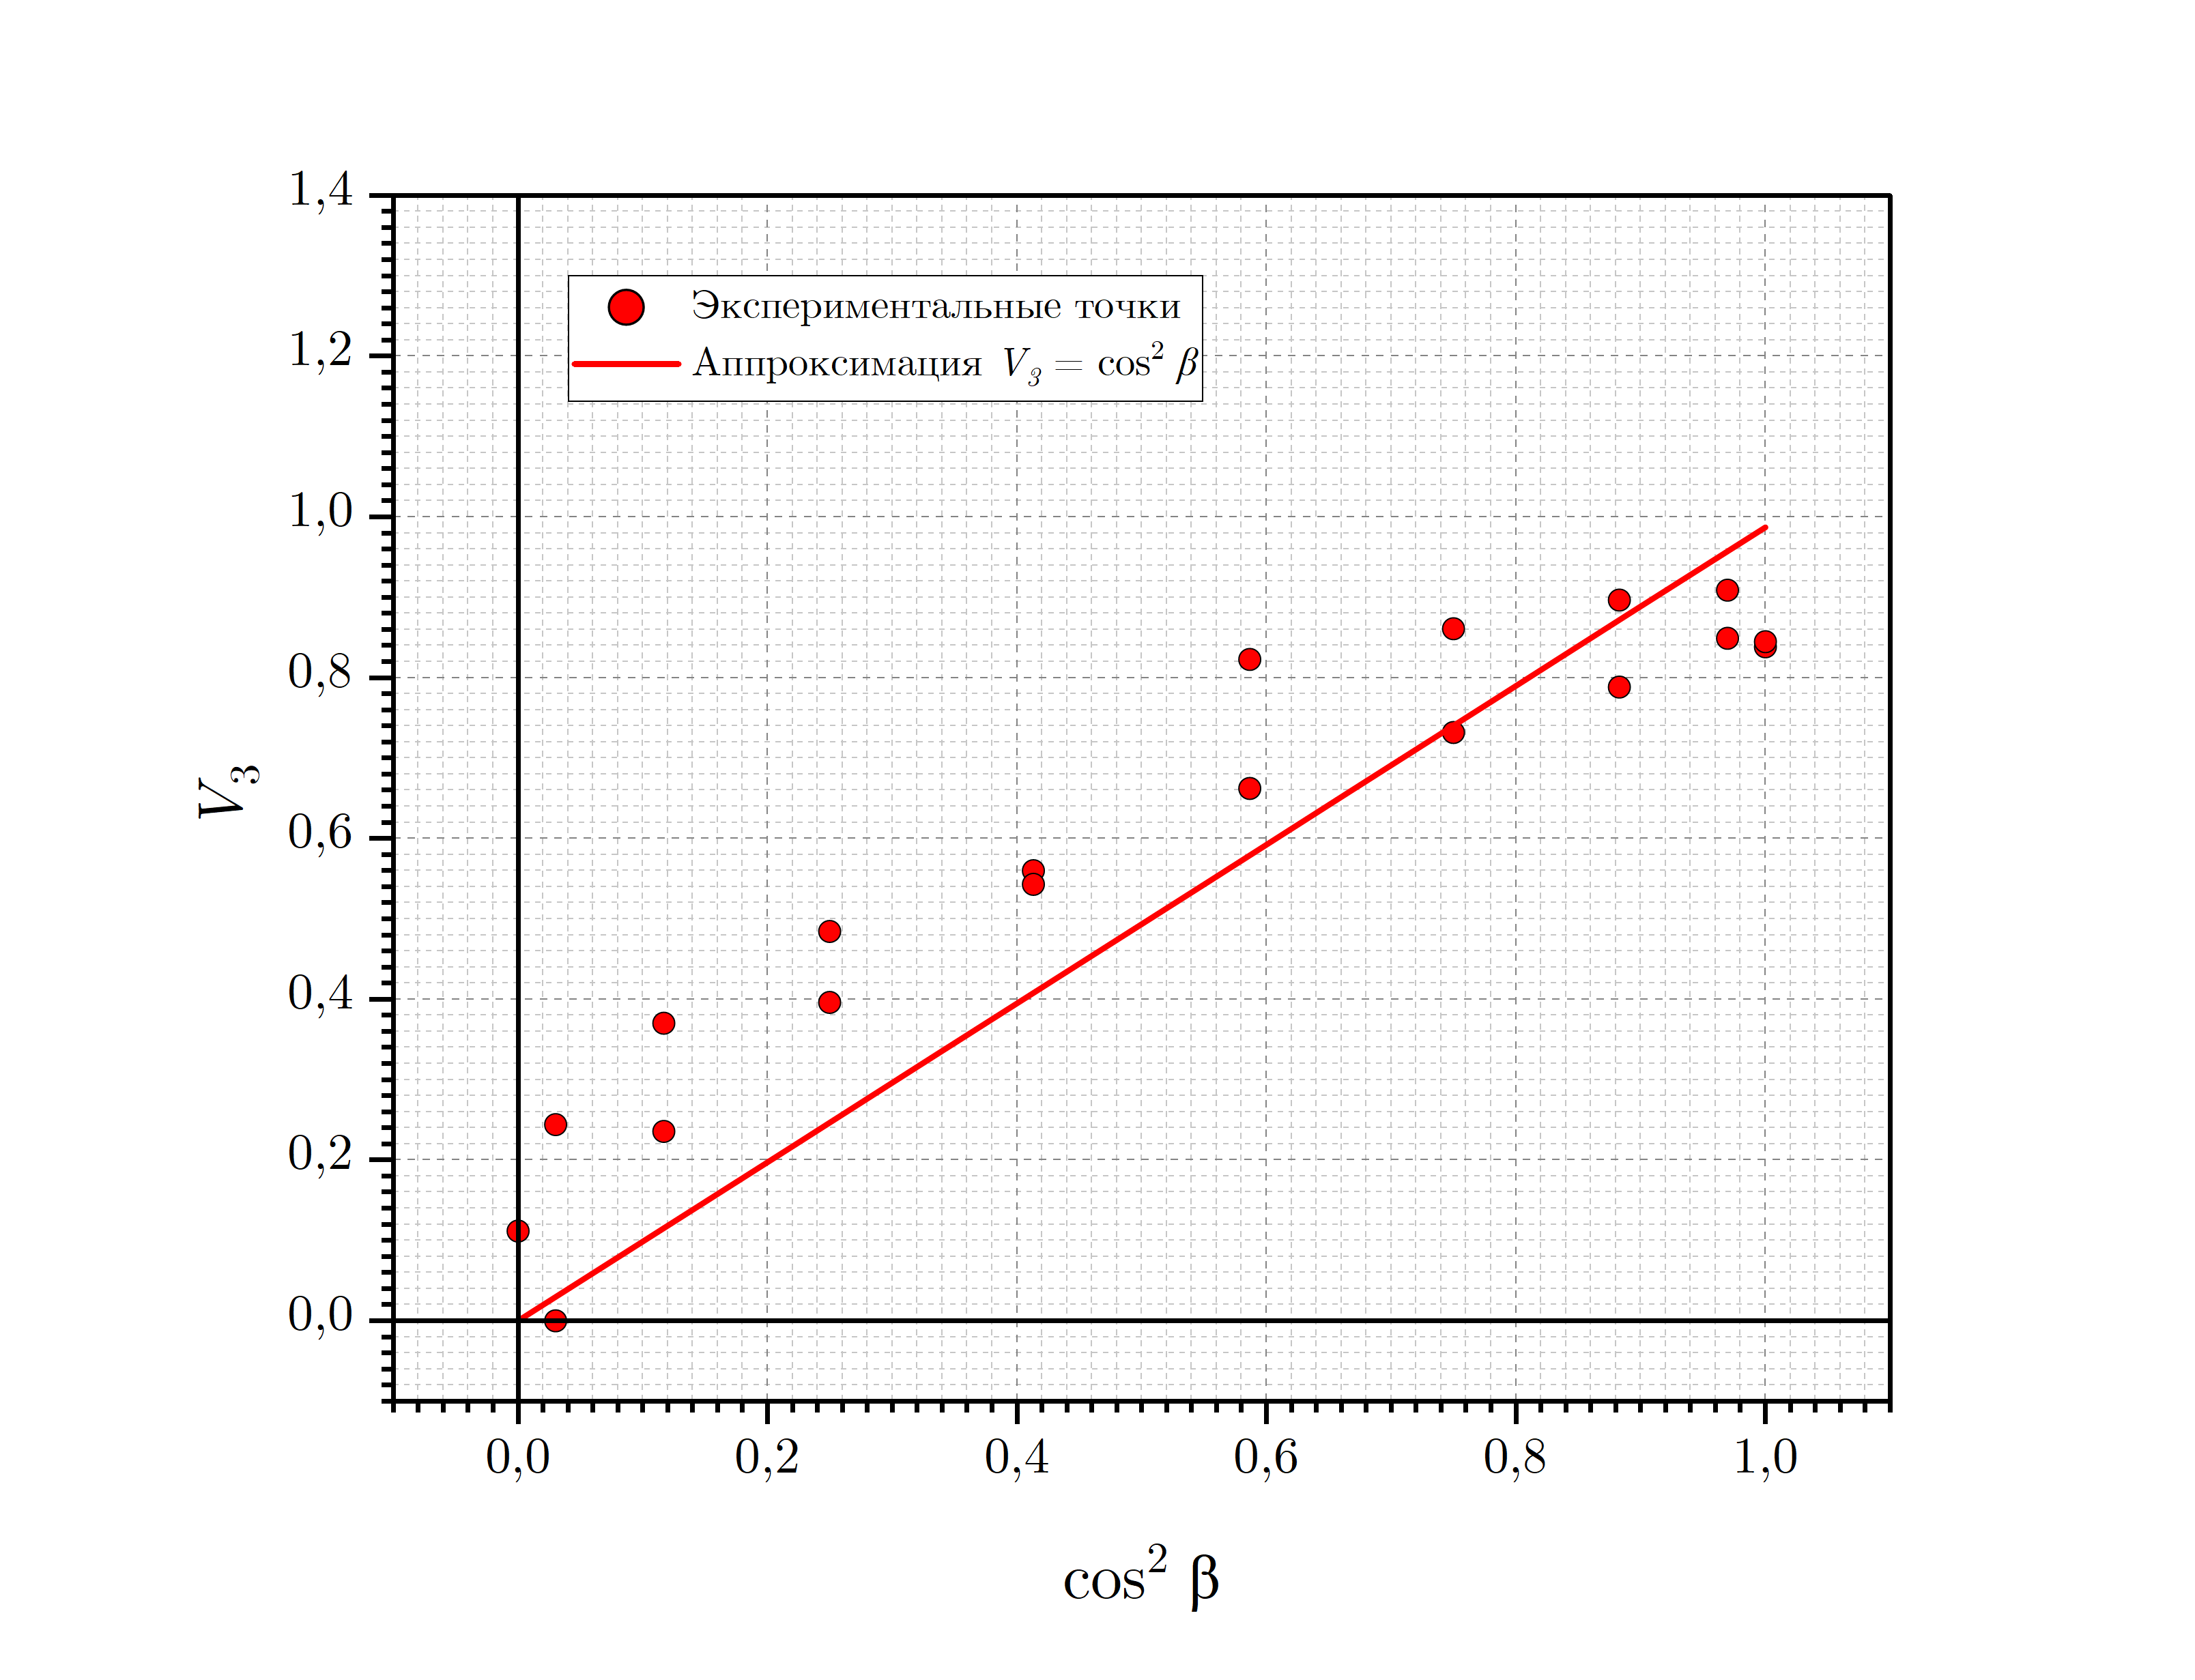 1,4
1,2
1,0
0,8
0,6
0,4
0,2
0,0
V₃
Экспериментальные точки
Аппроксимация V₃ = cos² β
0,0 0,2 0,4 0,6 0,8 1,0
cos² β